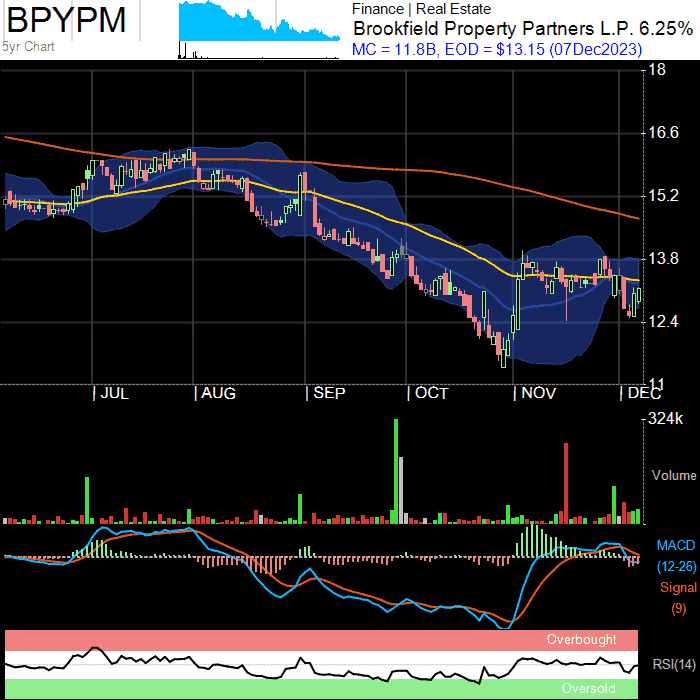 BPYPM
5yr Chart
Finance | Real Estate
Brookfield Property Partners L.P. 6.25%
MC = 11.8B, EOD = $13.15 (07Dec2023)
18
16.6
15.2
13.8
12.4
11
| JUL | AUG | SEP | OCT | NOV | DEC
324k
Volume
MACD
(12-26)
Signal
(9)
Overbought
RSI(14)
Oversold